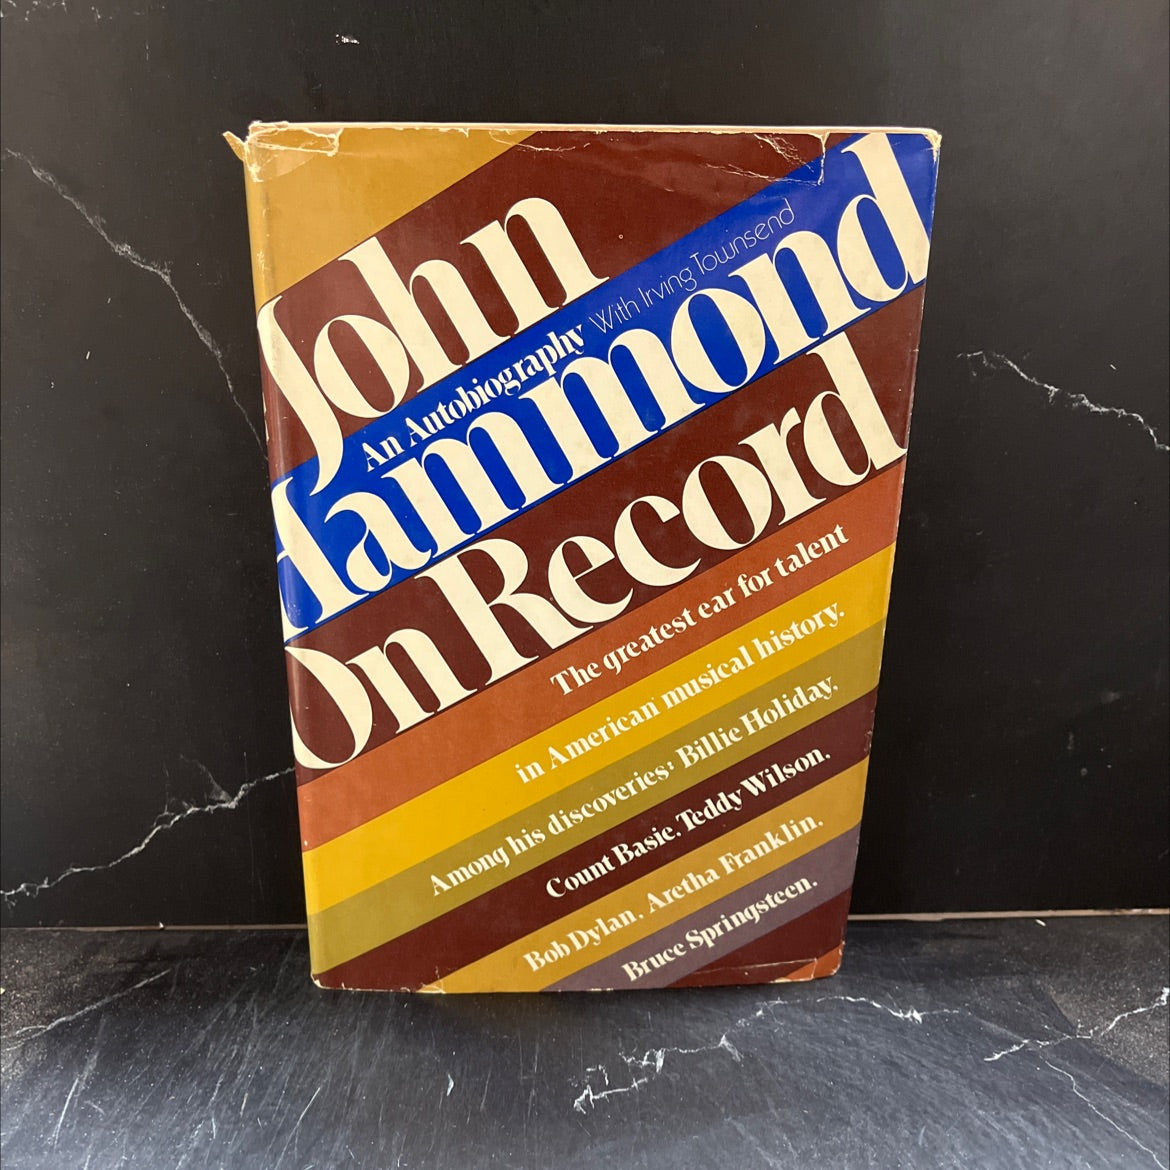 John
An Autobiography With Irving Townsend
Hammond
On Record
The greatest ear for talent
in American musical history.
Among his discoveries: Billie Holiday,
Count Basie, Teddy Wilson,
Bob Dylan, Aretha Franklin,
Bruce Springsteen.